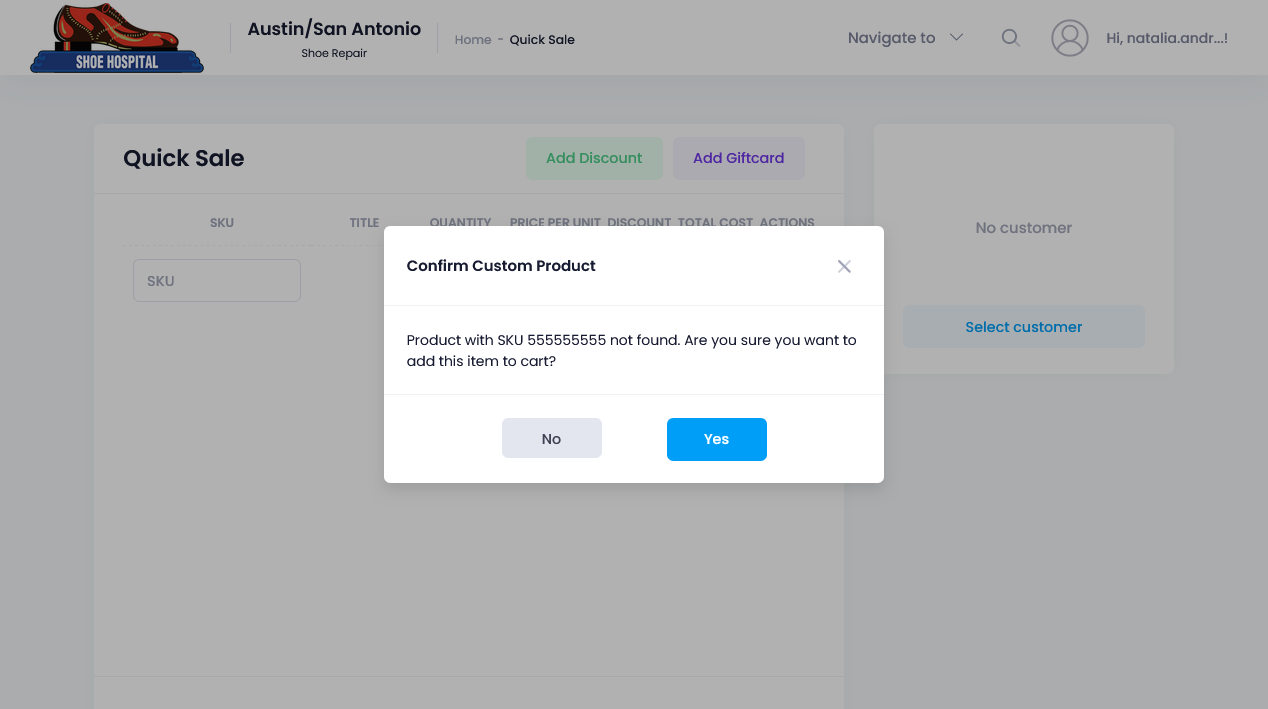 SHOE HOSPITAL
Austin/San Antonio
Shoe Repair
Home - Quick Sale
Navigate to
Hi, natalia.andr...!
Quick Sale
Add Discount
Add Giftcard
SKU TITLE QUANTITY PRICE PER UNIT DISCOUNT TOTAL COST ACTIONS
SKU
No customer
Select customer
Confirm Custom Product
Product with SKU 555555555 not found. Are you sure you want to
add this item to cart?
No
Yes